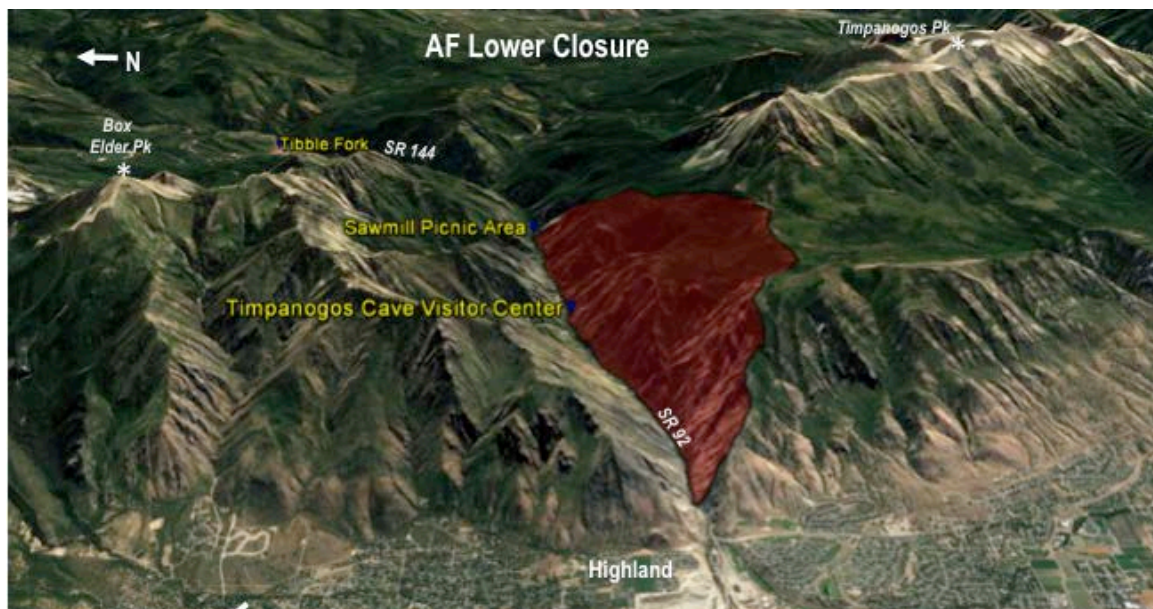 AF Lower Closure
Timpanogos Pk
N
Box
Elder Pk
Tibble Fork
SR 144
Sawmill Picnic Area
Timpanogos Cave Visitor Center
SR 92
Highland